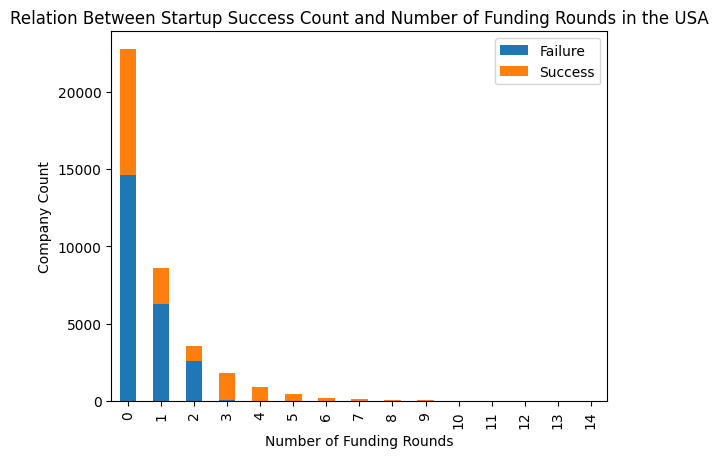 Relation Between Startup Success Count and Number of Funding Rounds in the USA
Failure
Success
20000
15000
10000
5000
0
Company Count
0 1 2 3 4 5 6 7 8 9 10 11 12 13 14
Number of Funding Rounds